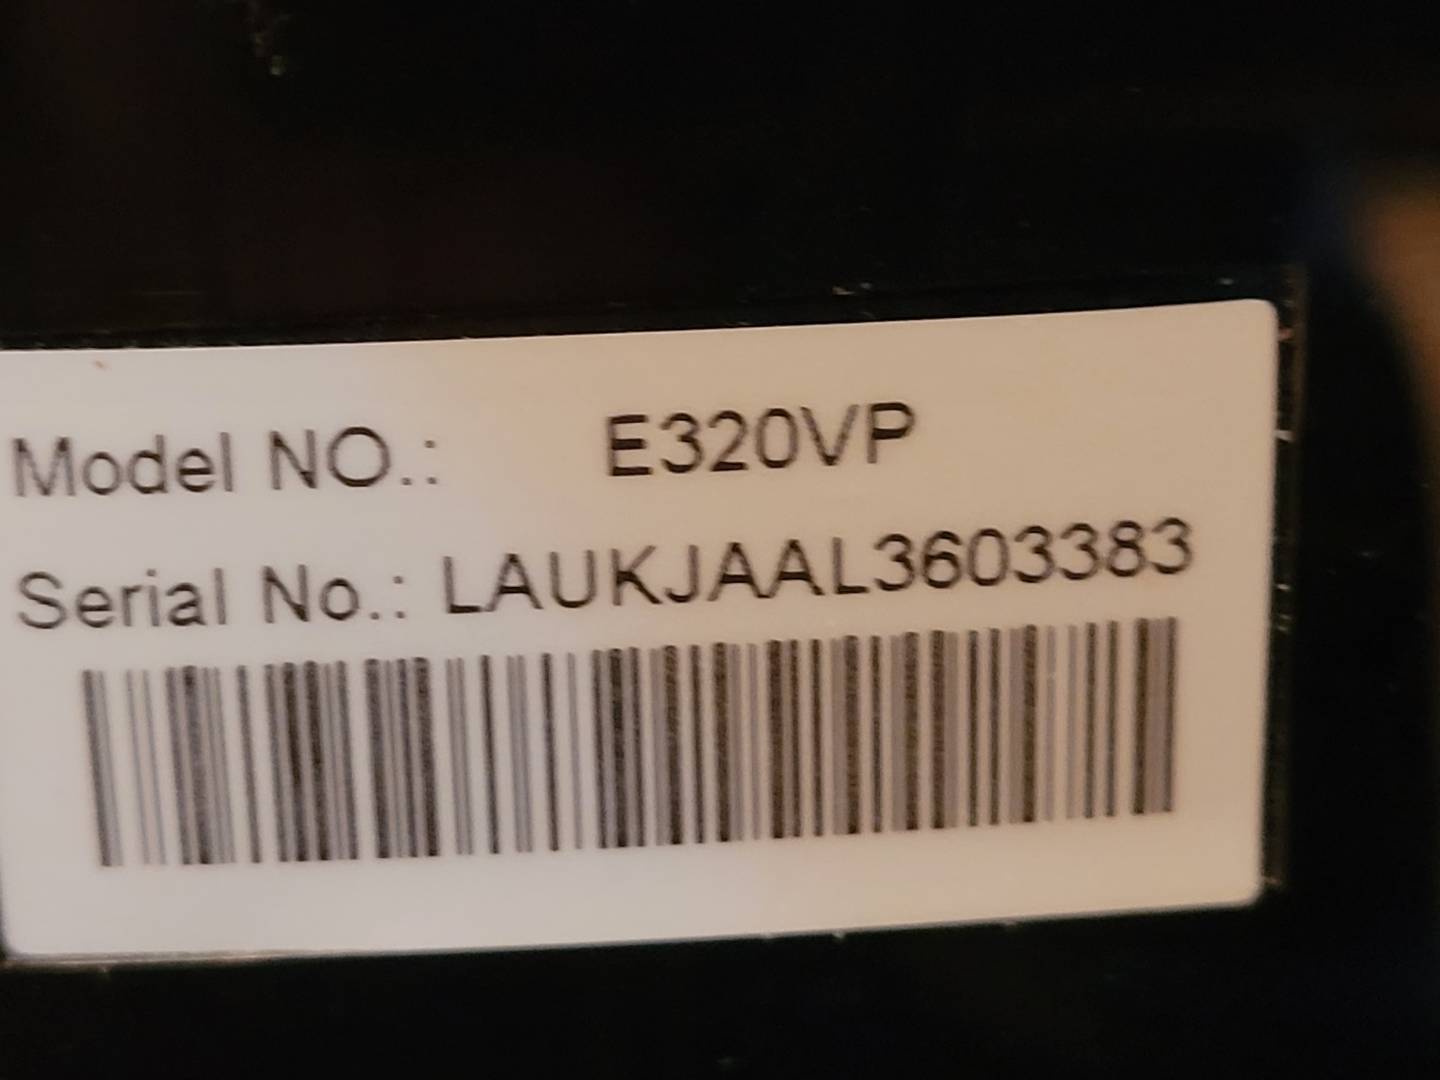 Model NO.: E320VP
Serial No.: LAUKJAAL3603383